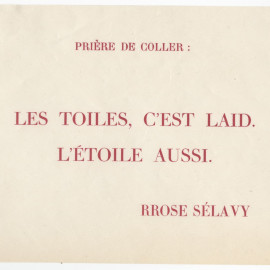 PRIÈRE DE COLLER :
LES TOILES, C'EST LAID.
L'ÉTOILE AUSSI.
RROSE SÉLAVY